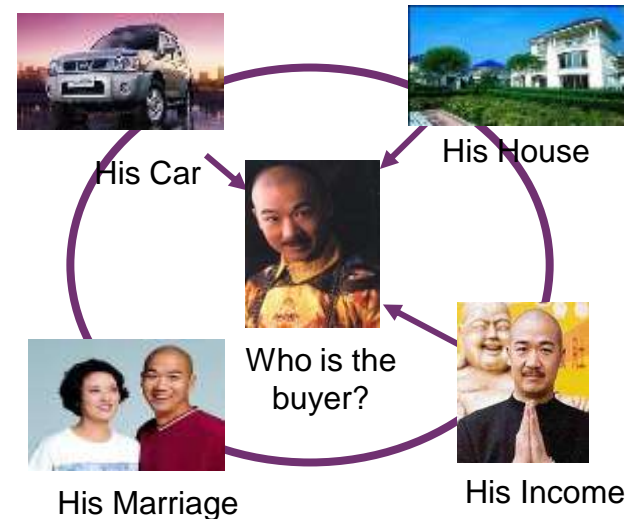 His Car
His House
Who is the
buyer?
His Marriage
His Income